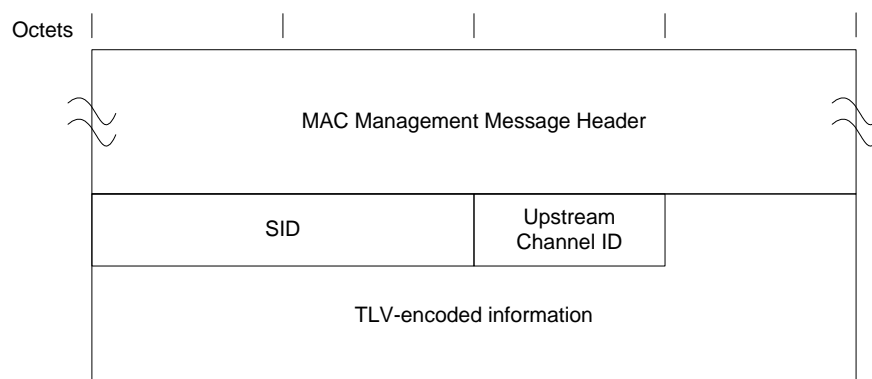 Octets
MAC Management Message Header
SID
Upstream
Channel ID
TLV-encoded information